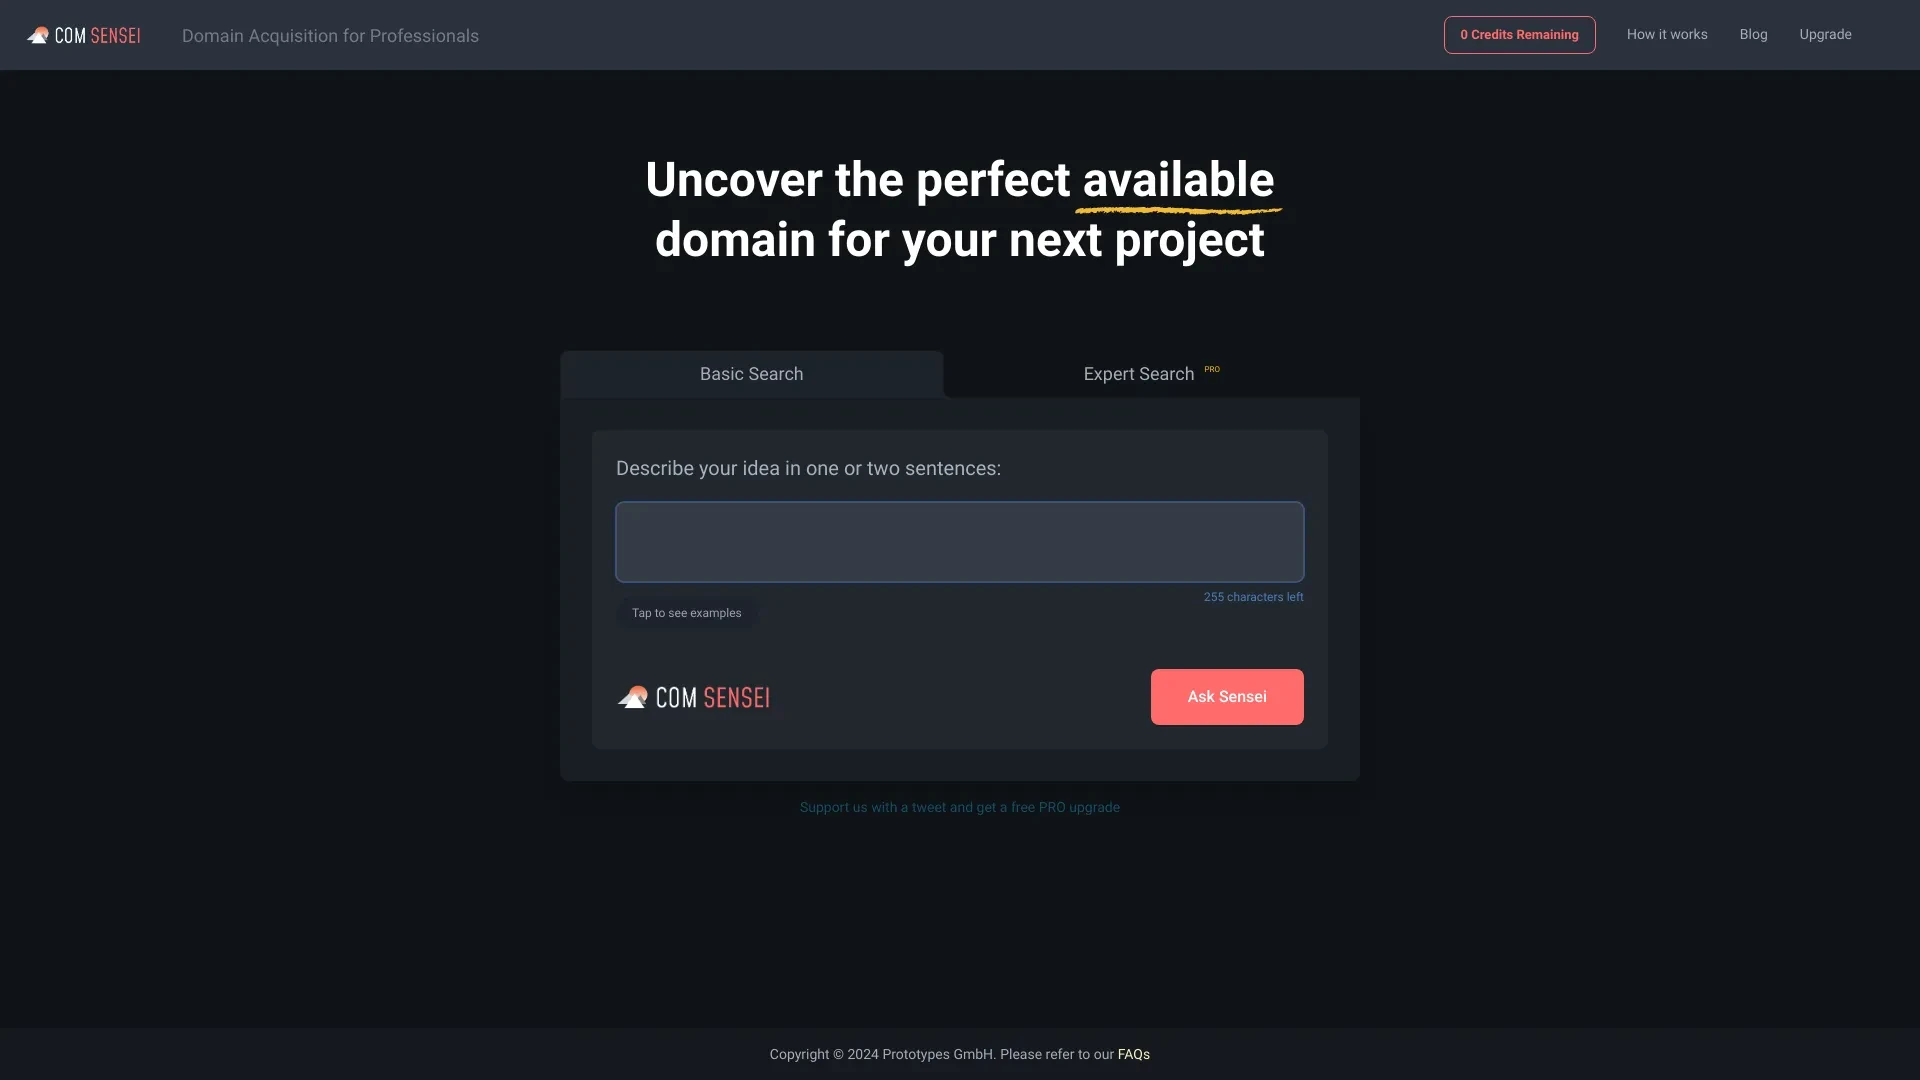 COM SENSEI
Domain Acquisition for Professionals
0 Credits Remaining
How it works
Blog
Upgrade
Uncover the perfect available
domain for your next project
Basic Search
Expert Search PRO
Describe your idea in one or two sentences:
255 characters left
Tap to see examples
COM SENSEI
Ask Sensei
Support us with a tweet and get a free PRO upgrade
Copyright © 2024 Prototypes GmbH. Please refer to our FAQs